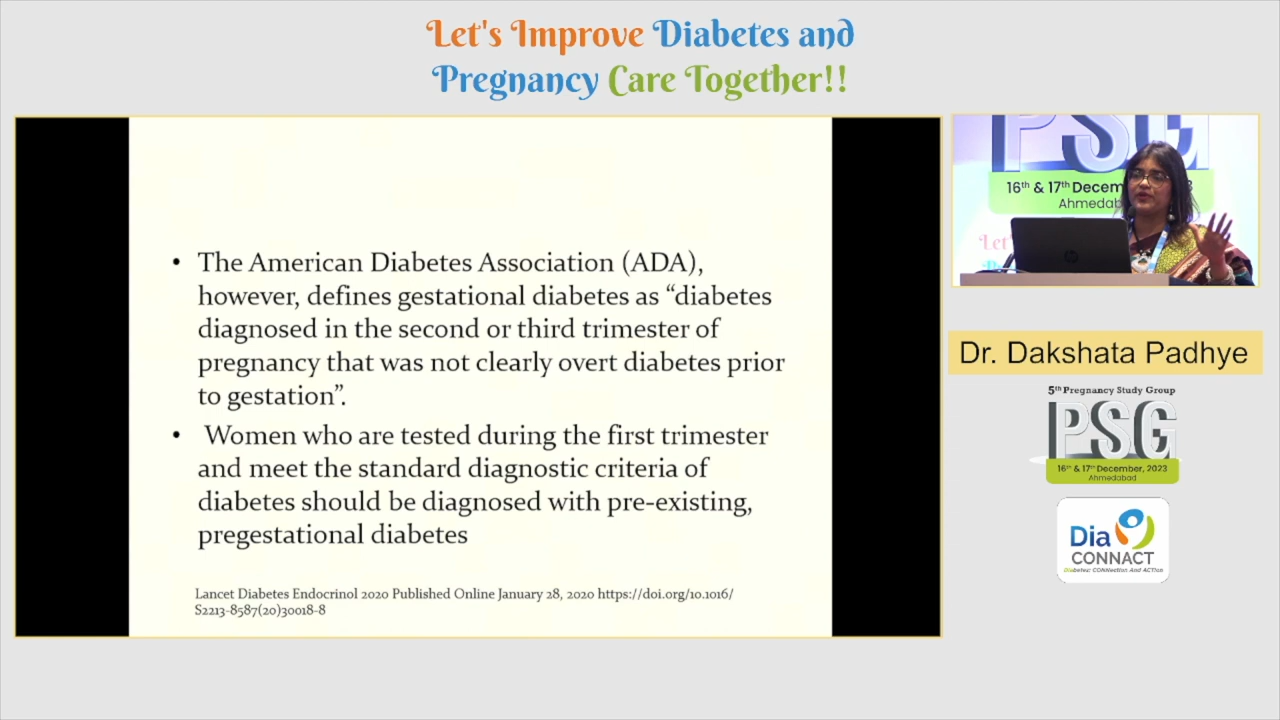 Let's Improve Diabetes and
Pregnancy Care Together!!
• The American Diabetes Association (ADA),
however, defines gestational diabetes as “diabetes
diagnosed in the second or third trimester of
pregnancy that was not clearly overt diabetes prior
to gestation”.
• Women who are tested during the first trimester
and meet the standard diagnostic criteria of
diabetes should be diagnosed with pre-existing,
pregestational diabetes
Lancet Diabetes Endocrinol 2020 Published Online January 28, 2020 https://doi.org/10.1016/
S2213-8587(20)30018-8
PSG
16th & 17th Decem 3
Ahmedab
Let'
hp
Dr. Dakshata Padhye
5th Pregnancy Study Group
PSG
16th & 17th December, 2023
Ahmedabad
Dia
CONNACT
Diabetes: CONNection And ACTion